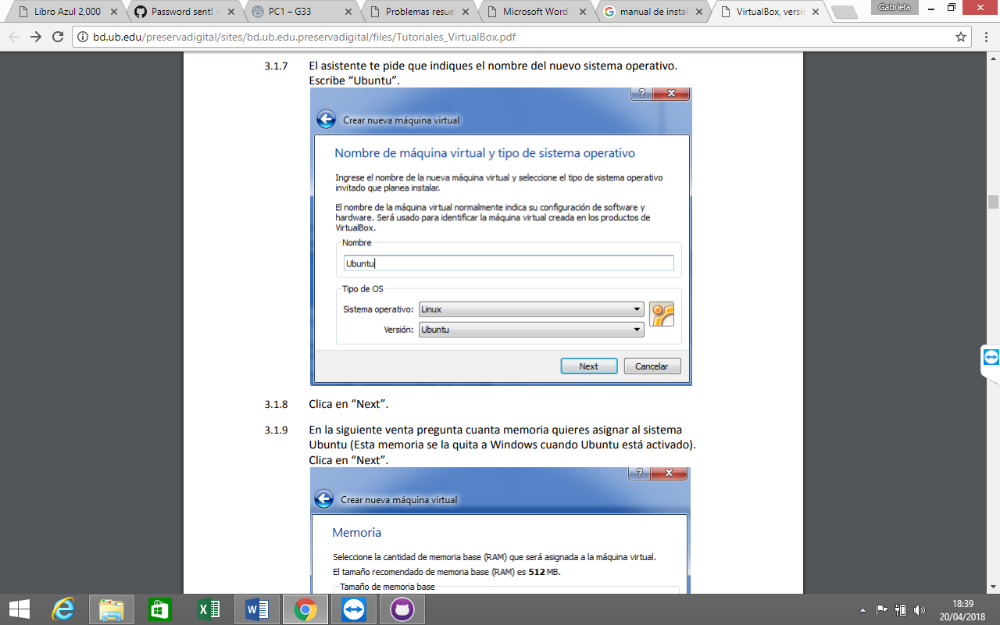 Libro Azul 2,000
Password sent!
PC1 – G33
Problemas resue
Microsoft Word -
manual de instal
VirtualBox, versió
Gabriela
bd.ub.edu/preservadigital/sites/bd.ub.edu.preservadigital/files/Tutoriales_VirtualBox.pdf
3.1.7 El asistente te pide que indiques el nombre del nuevo sistema operativo.
Escribe “Ubuntu”.
?
Crear nueva máquina virtual
Nombre de máquina virtual y tipo de sistema operativo
Ingrese el nombre de la nueva máquina virtual y seleccione el tipo de sistema operativo
invitado que planea instalar.
El nombre de la máquina virtual normalmente indica su configuración de software y
hardware. Será usado para identificar la máquina virtual creada en los productos de
VirtualBox.
Nombre
Ubuntu
Tipo de OS
Sistema operativo: Linux
Versión: Ubuntu
Next Cancelar
3.1.8 Clica en “Next”.
3.1.9 En la siguiente venta pregunta cuanta memoria quieres asignar al sistema
Ubuntu (Esta memoria se la quita a Windows cuando Ubuntu está activado).
Clica en “Next”.
?
Crear nueva máquina virtual
Memoria
Seleccione la cantidad de memoria base (RAM) que será asignada a la máquina virtual.
El tamaño recomendado de memoria base (RAM) es 512 MB.
Tamaño de memoria base
18:39
20/04/2018